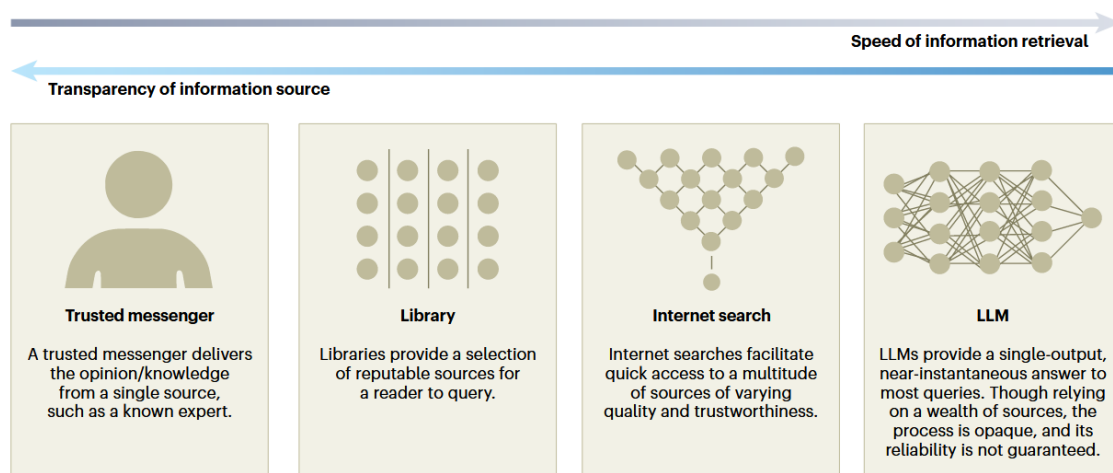 Speed of information retrieval
Transparency of information source
Trusted messenger
A trusted messenger delivers
the opinion/knowledge
from a single source,
such as a known expert.
Library
Libraries provide a selection
of reputable sources for
a reader to query.
Internet search
Internet searches facilitate
quick access to a multitude
of sources of varying
quality and trustworthiness.
LLM
LLMs provide a single-output,
near-instantaneous answer to
most queries. Though relying
on a wealth of sources, the
process is opaque, and its
reliability is not guaranteed.